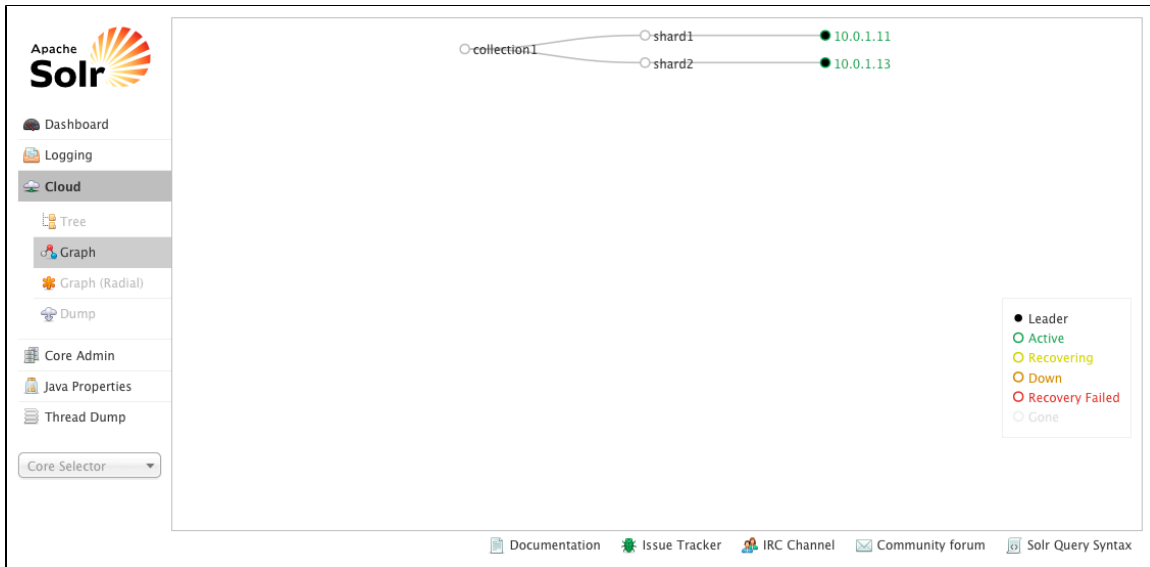 Apache
Solr
Dashboard
Logging
Cloud
Tree
Graph
Graph (Radial)
Dump
Core Admin
Java Properties
Thread Dump
Core Selector
collection1
shard1
10.0.1.11
shard2
10.0.1.13
Leader
Active
Recovering
Down
Recovery Failed
Gone
Documentation Issue Tracker IRC Channel Community forum Solr Query Syntax